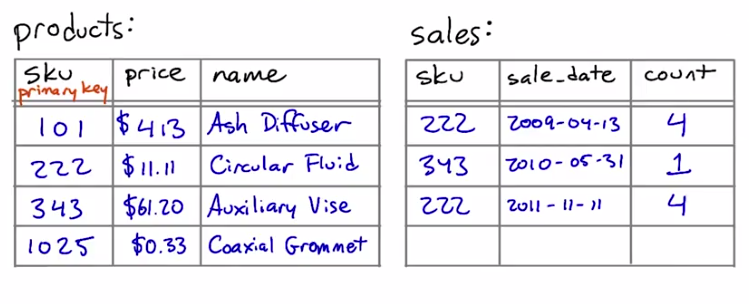 products:
sku price name
primary key
101 $413 Ash Diffuser
222 $11.11 Circular Fluid
343 $61.20 Auxiliary Vise
1025 $0.33 Coaxial Grommet
sales:
sku sale_date count
222 2009-04-13 4
343 2010-05-31 1
222 2011-11-11 4